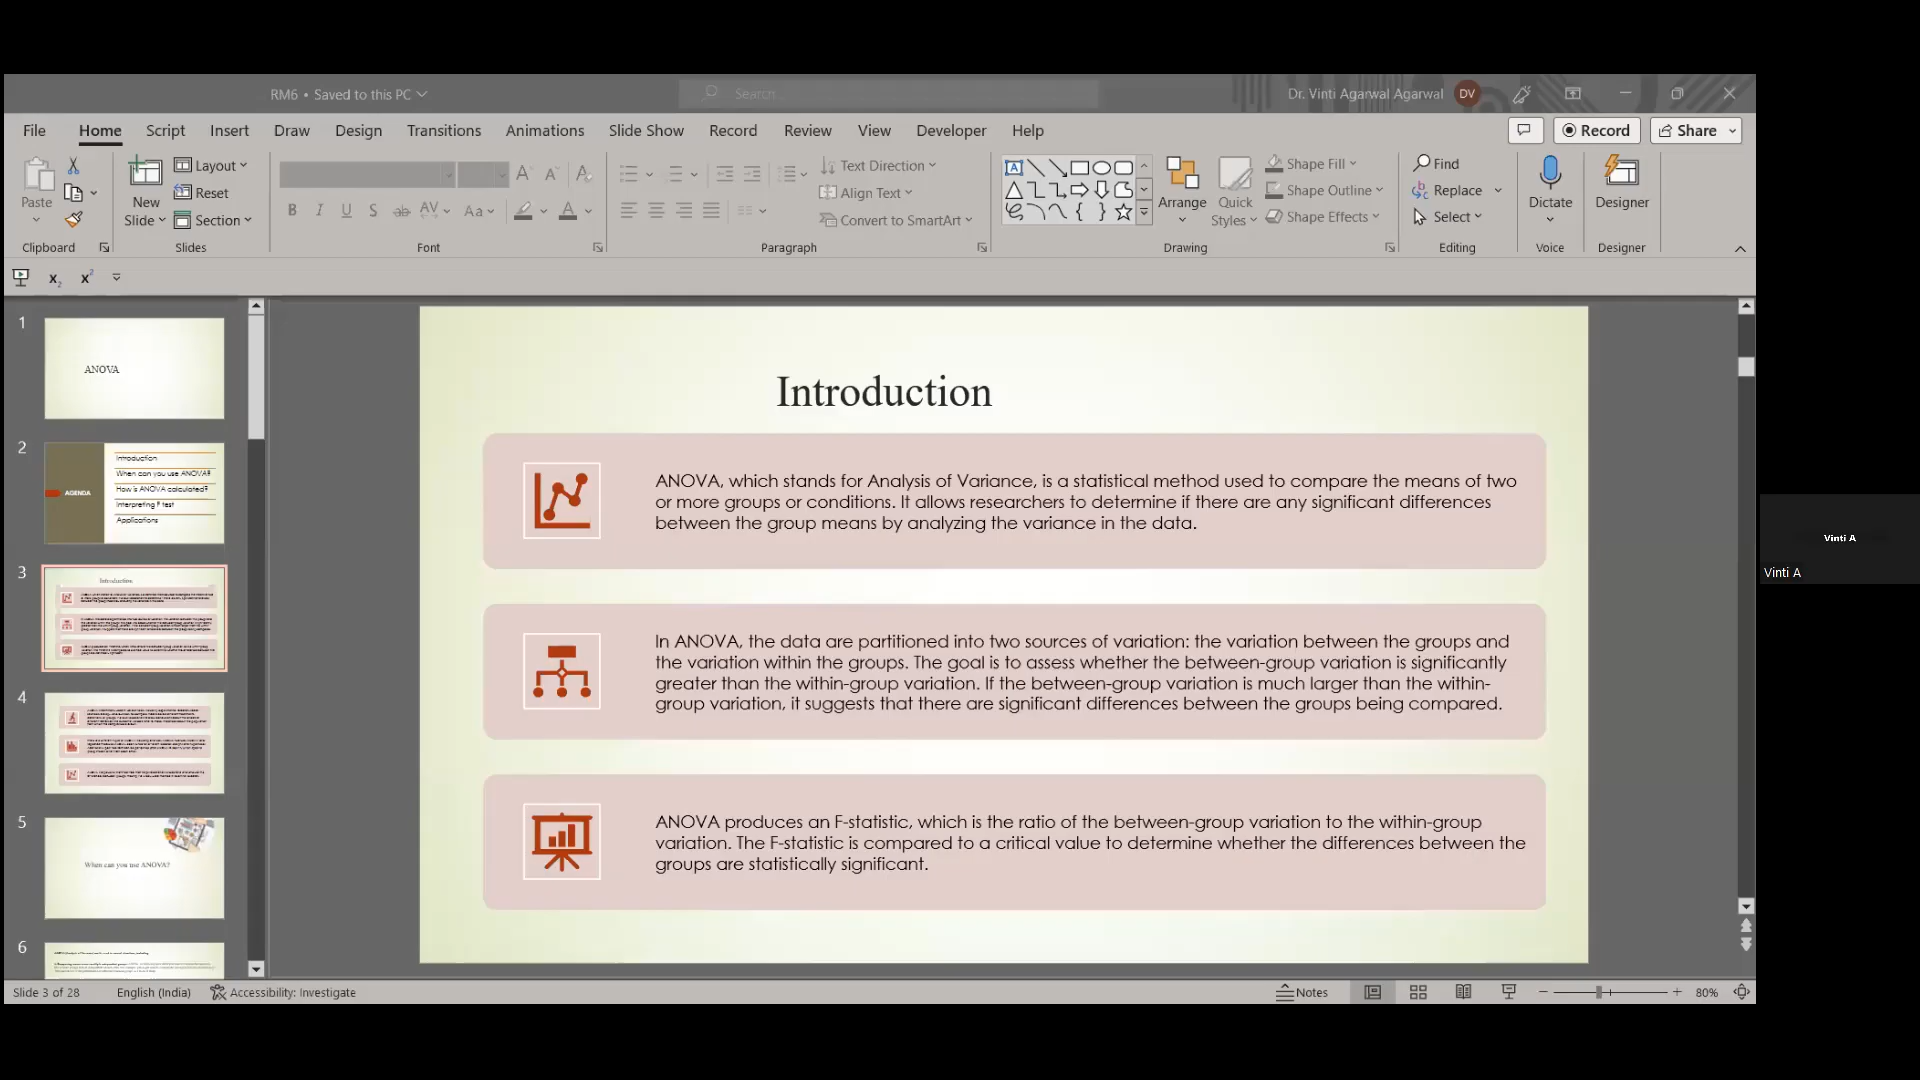 RM6 • Saved to this PC
Search...
Dr. Vinti Agarwal Agarwal
DV
File
Home
Script
Insert
Draw
Design
Transitions
Animations
Slide Show
Record
Review
View
Developer
Help
Record
Share
Paste
Clipboard
New
Slide
Layout
Reset
Section
Slides
B I U S ab AV Aa A
Font
Text Direction
Align Text
Convert to SmartArt
Paragraph
Arrange
Quick
Styles
Shape Fill
Shape Outline
Shape Effects
Drawing
Find
Replace
Select
Editing
Dictate
Voice
Designer
Designer
x₂ x²
1
ANOVA
2
AGENDA
Introduction
When can you use ANOVA?
How is ANOVA calculated?
Interpreting F test
Applications
3
Introduction
4
5
When can you use ANOVA?
6
Introduction
ANOVA, which stands for Analysis of Variance, is a statistical method used to compare the means of two
or more groups or conditions. It allows researchers to determine if there are any significant differences
between the group means by analyzing the variance in the data.
In ANOVA, the data are partitioned into two sources of variation: the variation between the groups and
the variation within the groups. The goal is to assess whether the between-group variation is significantly
greater than the within-group variation. If the between-group variation is much larger than the within-
group variation, it suggests that there are significant differences between the groups being compared.
ANOVA produces an F-statistic, which is the ratio of the between-group variation to the within-group
variation. The F-statistic is compared to a critical value to determine whether the differences between the
groups are statistically significant.
Vinti A
Vinti A
Slide 3 of 28
English (India)
Accessibility: Investigate
Notes
80%